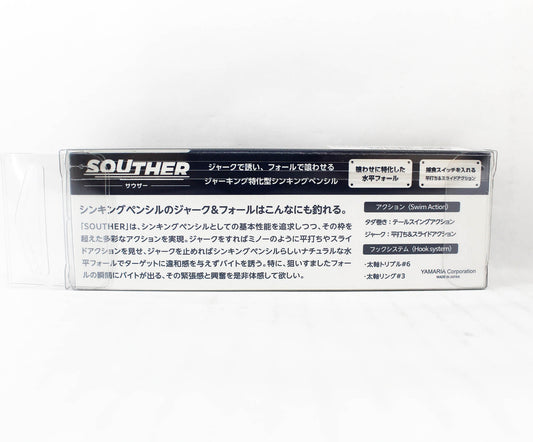 SOUTHER
サウザー
ジャークで誘い、フォールで喰わせる
ジャーキング特化型シンキングペンシル
喰わせに特化した
水平フォール
捕食スイッチを入れる
平打ち&スライドアクション
シンキングペンシルのジャーク&フォールはこんなにも釣れる。
「SOUTHER」は、シンキングペンシルとしての基本性能を追求しつつ、その枠を
超えた多彩なアクションを実現。ジャークをすればミノーのように平打ちやスライ
ドアクションを見せ、ジャークを止めればシンキングペンシルらしいナチュラルな水
平フォールでターゲットに違和感を与えずバイトを誘う。特に、狙いすましたフォー
ルの瞬間にバイトが出る、その緊張感と興奮を是非体感して欲しい。
アクション(Swim Action)
タダ巻き:テールスイングアクション
ジャーク:平打ち&スライドアクション
フックシステム(Hook system)
・太軸トリプル#6
・太軸リング#3
YAMARIA Corporation
MADE IN JAPAN